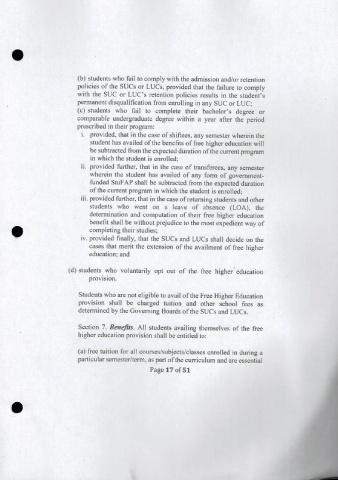 (b) students who fail to comply with the admission and/or retention
policies of the SUCs or LUCs, provided that the failure to comply
with the SUC or LUC's retention policies results in the student's
permanent disqualification from enrolling in any SUC or LUC;
(c) students who fail to complete their bachelor's degree or
comparable undergraduate degree within a year after the period
prescribed in their program:
i. provided, that in the case of shiftees, any semester wherein the
student has availed of the benefits of free higher education will
be subtracted from the expected duration of the current program
in which the student is enrolled;
ii. provided further, that in the case of transferees, any semester
wherein the student has availed of any form of government-
funded StuFAP shall be subtracted from the expected duration
of the current program in which the student is enrolled;
iii. provided further, that in the case of returning students and other
students who went on a leave of absence (LOA), the
determination and computation of their free higher education
benefit shall be without prejudice to the most expedient way of
completing their studies;
iv. provided finally, that the SUCs and LUCs shall decide on the
cases that merit the extension of the availment of free higher
education; and
(d) students who voluntarily opt out of the free higher education
provision.
Students who are not eligible to avail of the Free Higher Education
provision shall be charged tuition and other school fees as
determined by the Governing Boards of the SUCs and LUCs.
Section 7. Benefits. All students availing themselves of the free
higher education provision shall be entitled to:
(a) free tuition for all courses/subjects/classes enrolled in during a
particular semester/term, as part of the curriculum and are essential
Page 17 of 51